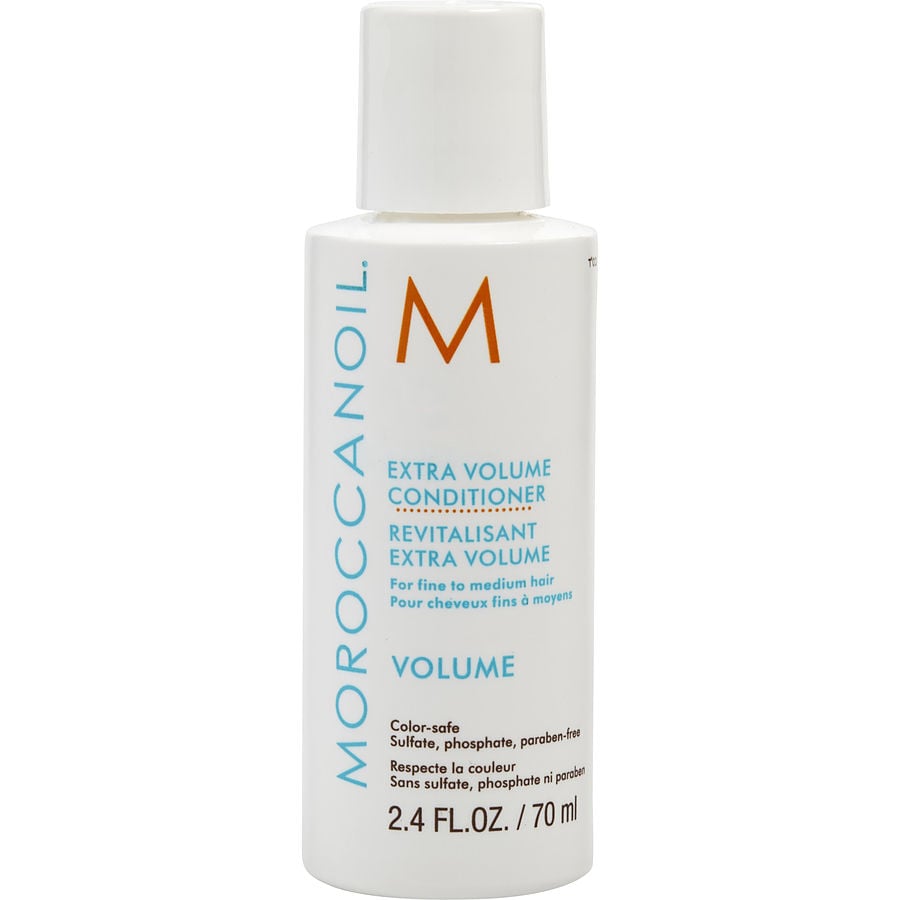 MOROCCANOIL.
M
EXTRA VOLUME
CONDITIONER
REVITALISANT
EXTRA VOLUME
For fine to medium hair
Pour cheveux fins à moyens
VOLUME
Color-safe
Sulfate, phosphate, paraben-free
Respecte la couleur
Sans sulfate, phosphate ni paraben
2.4 FL.OZ. / 70 ml